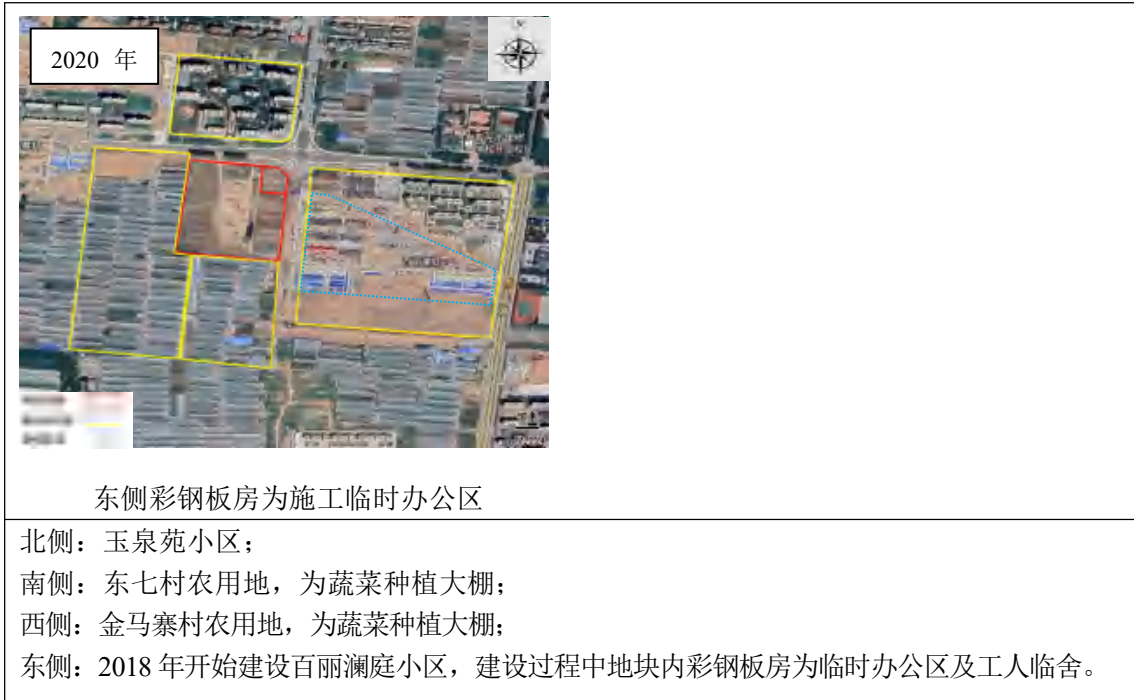 2020 年
东侧彩钢板房为施工临时办公区
北侧：玉泉苑小区；
南侧：东七村农用地，为蔬菜种植大棚；
西侧：金马寨村农用地，为蔬菜种植大棚；
东侧：2018 年开始建设百丽澜庭小区，建设过程中地块内彩钢板房为临时办公区及工人临舍。